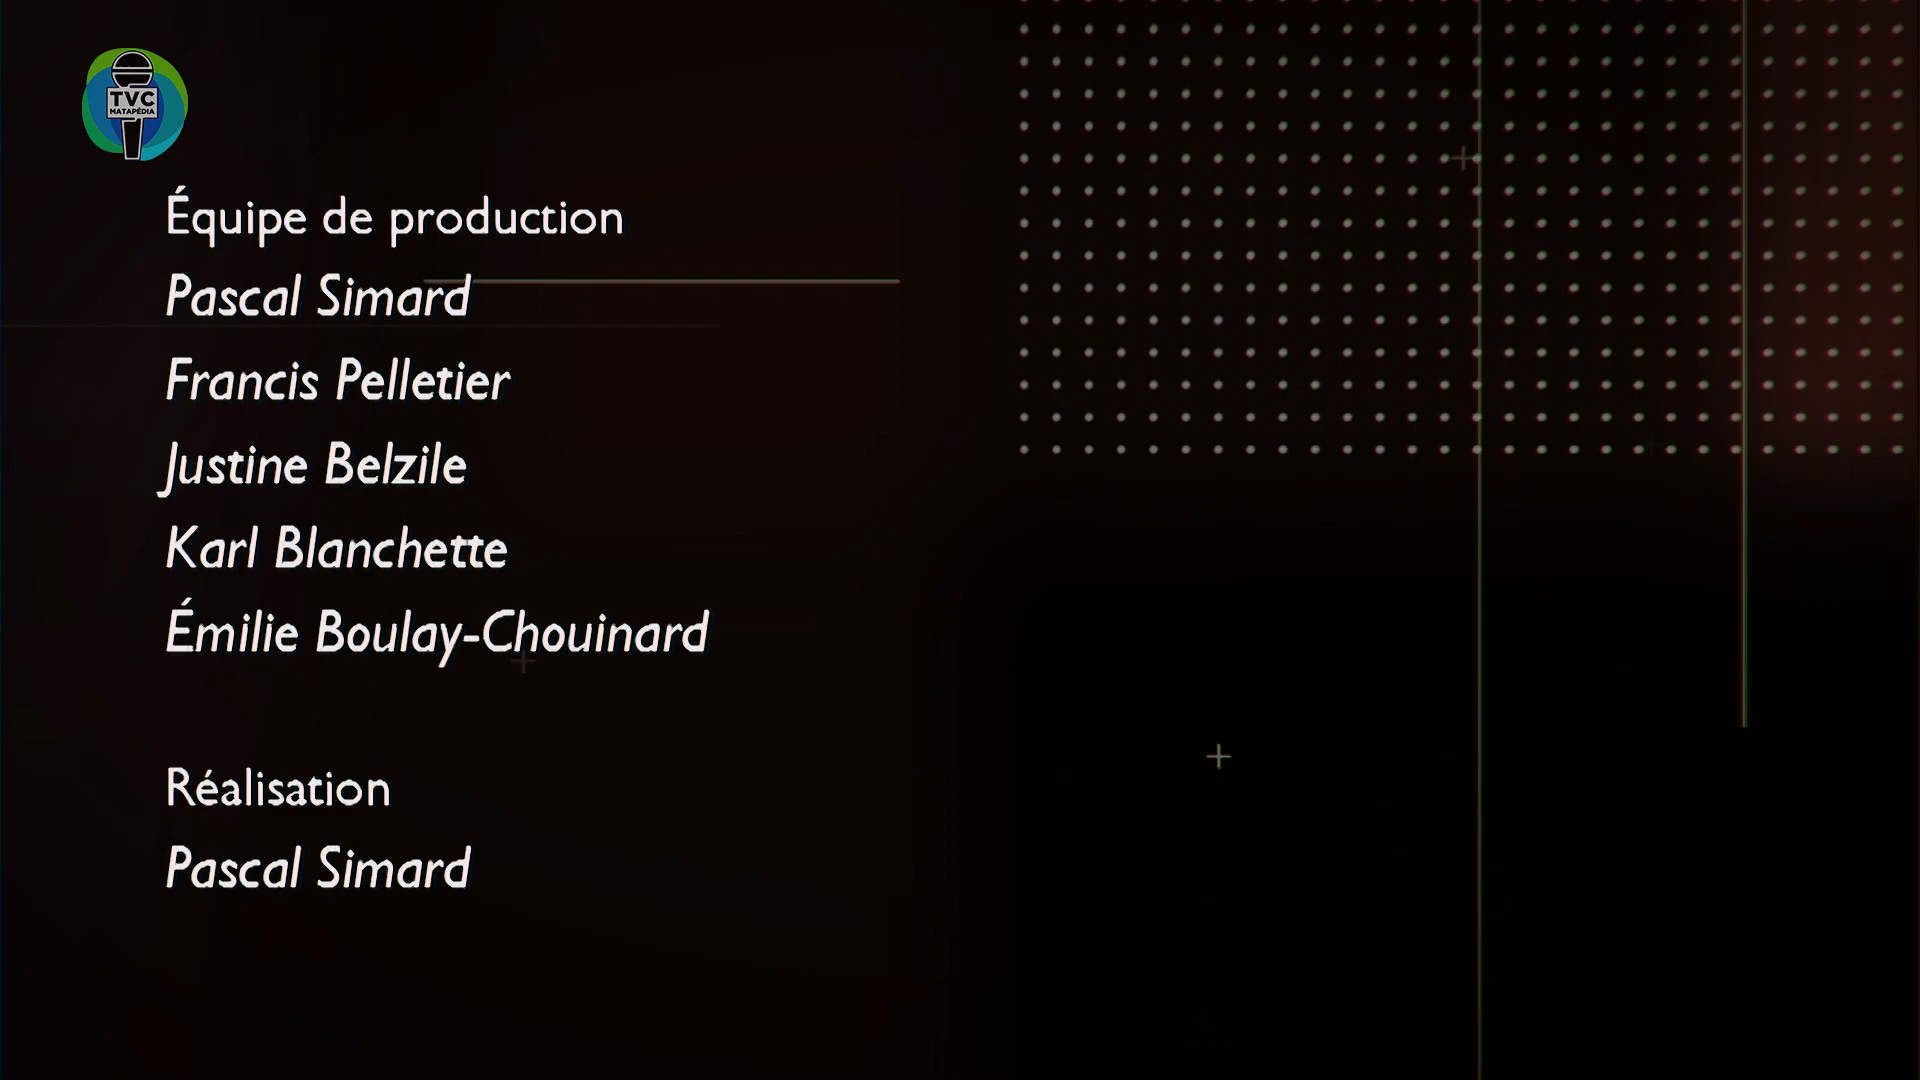 TVC
MATAPÉDIA
Équipe de production
Pascal Simard
Francis Pelletier
Justine Belzile
Karl Blanchette
Émilie Boulay-Chouinard
Réalisation
Pascal Simard